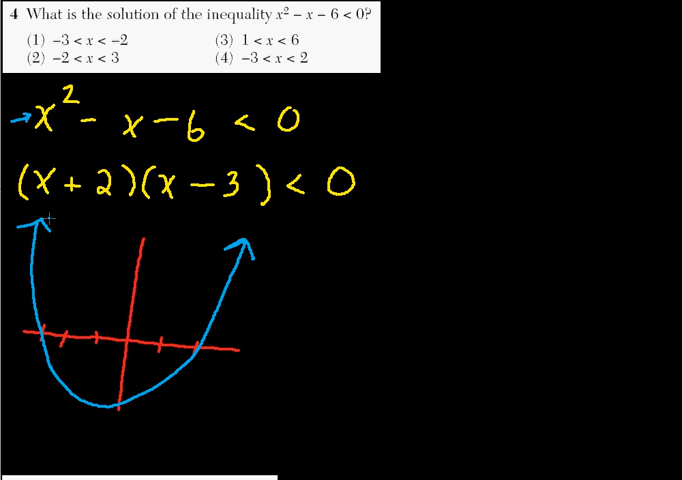 4 What is the solution of the inequality x² – x – 6 < 0?
(1) –3 < x < –2 (3) 1 < x < 6
(2) –2 < x < 3 (4) –3 < x < 2
x² - x - 6 < 0
(x + 2)(x - 3) < 0